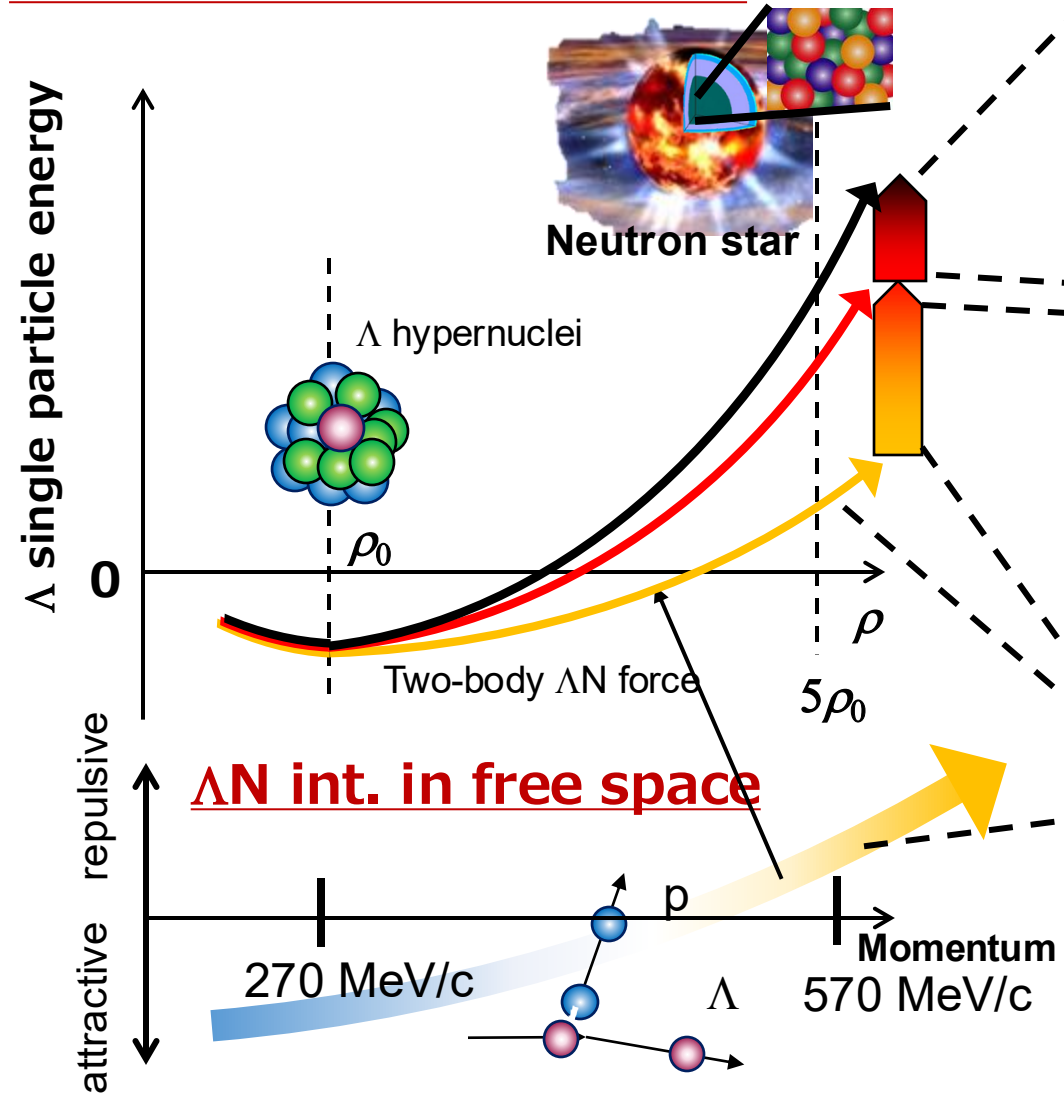 Neutron star
Λ single particle energy
Λ hypernuclei
ρ₀
0
ρ
Two-body ΛN force
5ρ₀
repulsive
ΛN int. in free space
attractive
p
270 MeV/c
Λ
Momentum
570 MeV/c